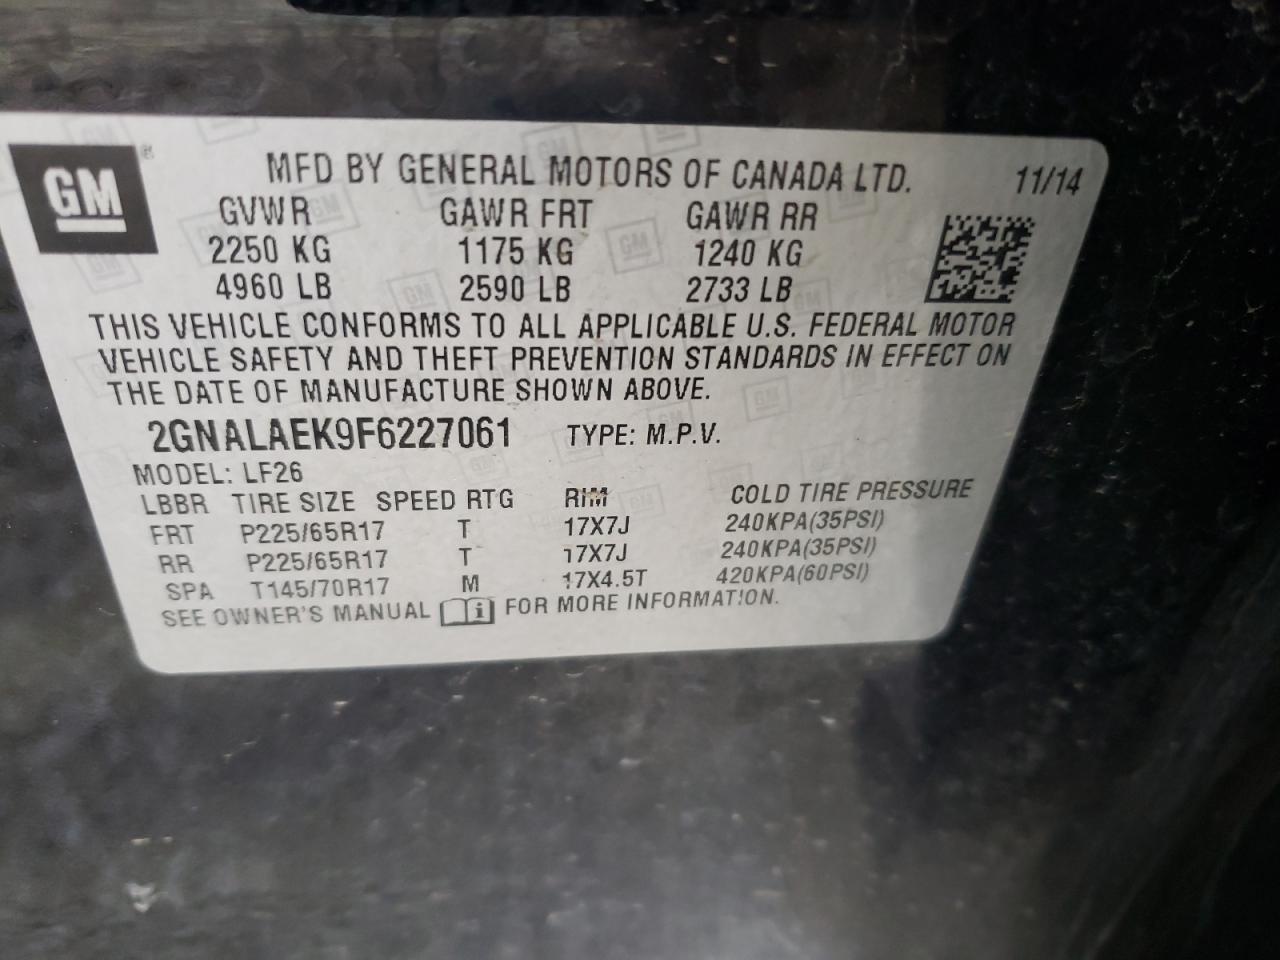 GM®
MFD BY GENERAL MOTORS OF CANADA LTD. 11/14
GVWR GAWR FRT GAWR RR
2250 KG 1175 KG 1240 KG
4960 LB 2590 LB 2733 LB
THIS VEHICLE CONFORMS TO ALL APPLICABLE U.S. FEDERAL MOTOR
VEHICLE SAFETY AND THEFT PREVENTION STANDARDS IN EFFECT ON
THE DATE OF MANUFACTURE SHOWN ABOVE.
2GNALAEK9F6227061 TYPE: M.P.V.
MODEL: LF26
LBBR TIRE SIZE SPEED RTG RIM COLD TIRE PRESSURE
FRT P225/65R17 T 17X7J 240KPA(35PSI)
RR P225/65R17 T 17X7J 240KPA(35PSI)
SPA T145/70R17 M 17X4.5T 420KPA(60PSI)
SEE OWNER'S MANUAL i FOR MORE INFORMATION.